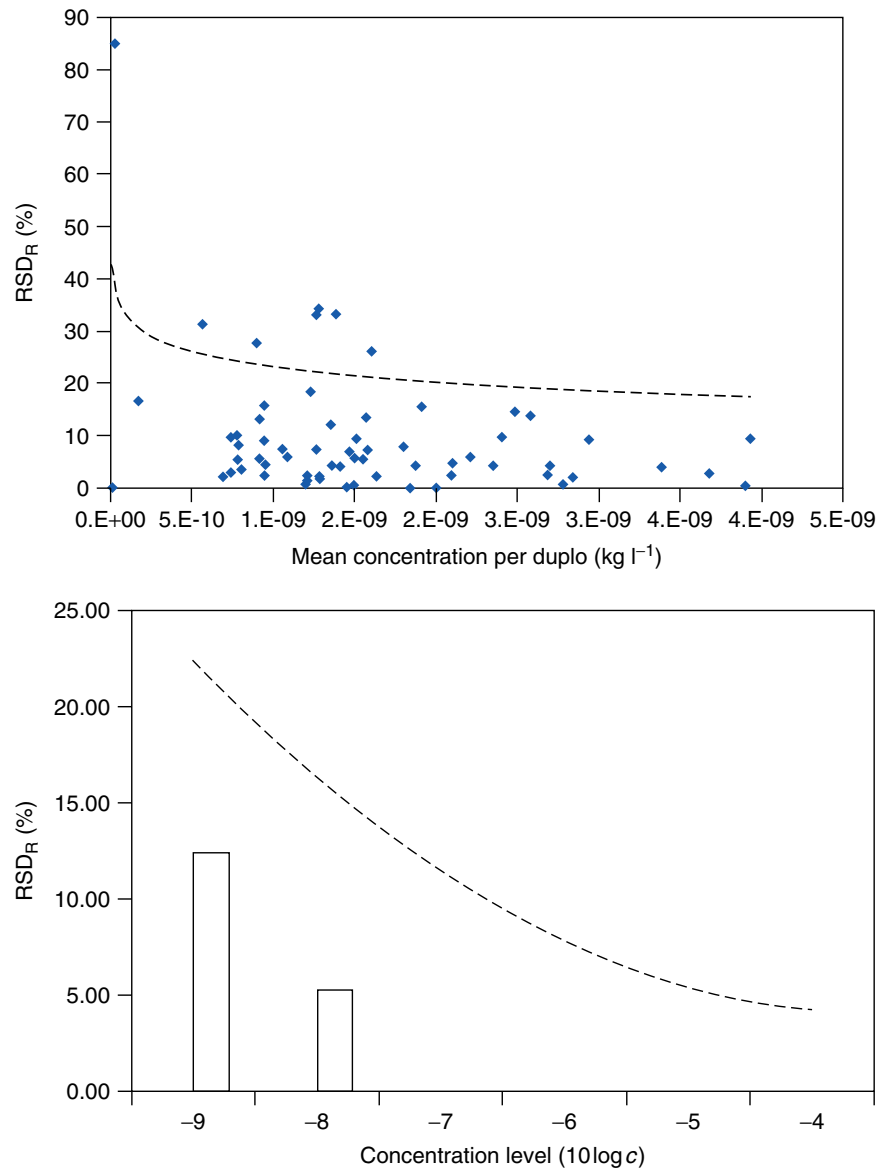 90
80
70
60
50
40
30
20
10
0
RSD_R (%)
0.E+00 5.E-10 1.E-09 2.E-09 2.E-09 3.E-09 3.E-09 4.E-09 4.E-09 5.E-09
Mean concentration per duplo (kg l⁻¹)
25.00
20.00
15.00
10.00
5.00
0.00
RSD_R (%)
−9 −8 −7 −6 −5 −4
Concentration level (10log c)